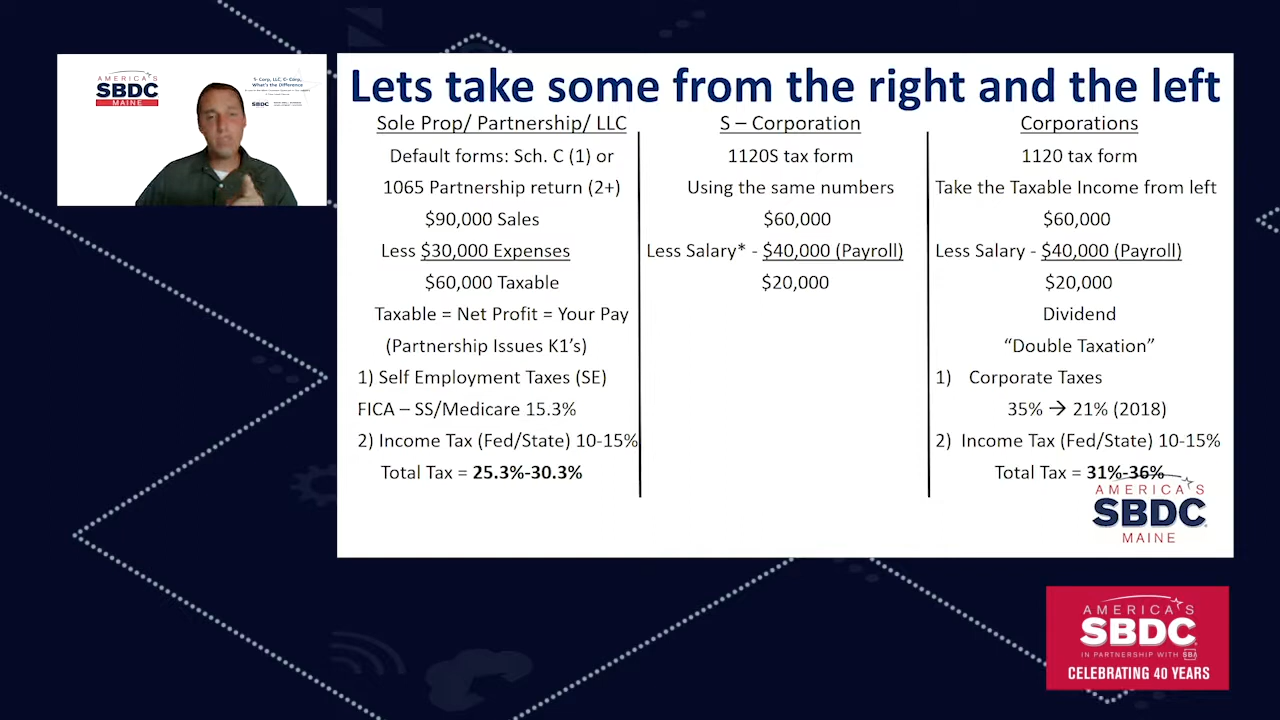 AMERICA'S
SBDC
MAINE
S- Corp, LLC, C- Corp,
What's the Difference
SBDC
Lets take some from the right and the left
Sole Prop/ Partnership/ LLC
Default forms: Sch. C (1) or
1065 Partnership return (2+)
$90,000 Sales
Less $30,000 Expenses
$60,000 Taxable
Taxable = Net Profit = Your Pay
(Partnership Issues K1's)
1) Self Employment Taxes (SE)
FICA – SS/Medicare 15.3%
2) Income Tax (Fed/State) 10-15%
Total Tax = 25.3%-30.3%
S – Corporation
1120S tax form
Using the same numbers
$60,000
Less Salary* - $40,000 (Payroll)
$20,000
Corporations
1120 tax form
Take the Taxable Income from left
$60,000
Less Salary - $40,000 (Payroll)
$20,000
Dividend
“Double Taxation”
1) Corporate Taxes
35% → 21% (2018)
2) Income Tax (Fed/State) 10-15%
Total Tax = 31%-36%
AMERICA'S
SBDC
MAINE
AMERICA'S
SBDC
IN PARTNERSHIP WITH SBA
CELEBRATING 40 YEARS